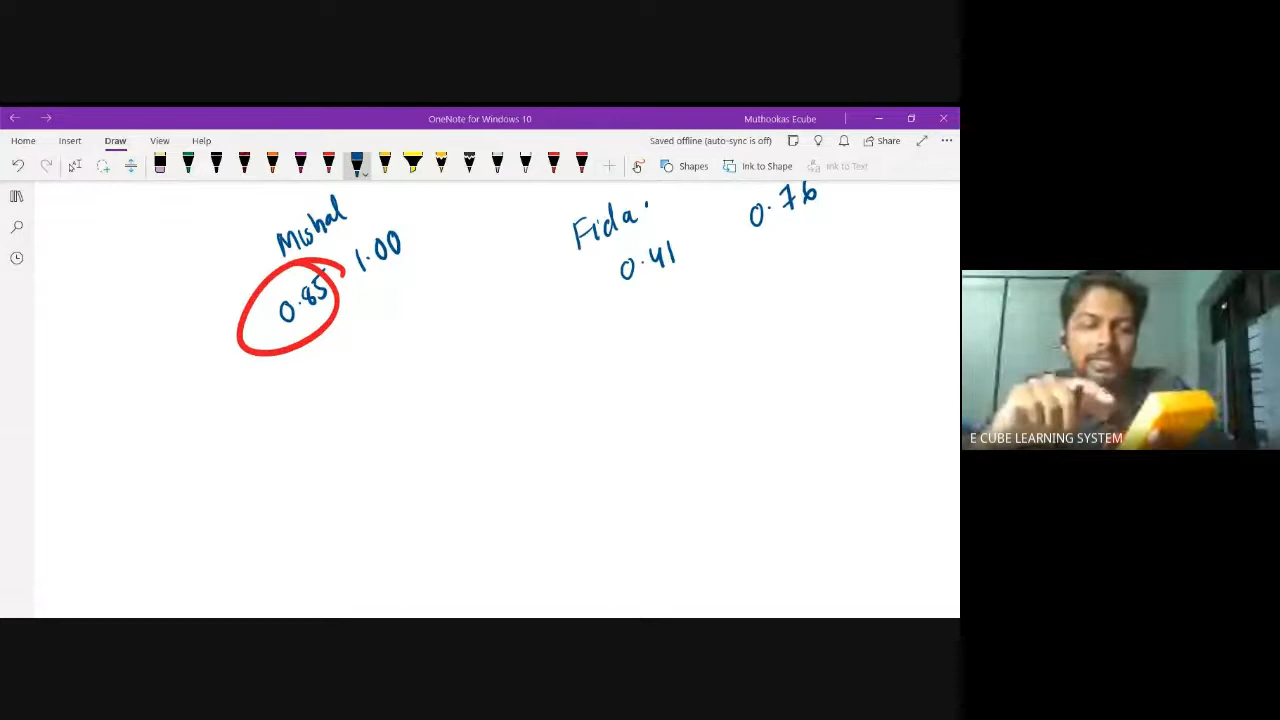 OneNote for Windows 10
Muthookas Ecube
Home
Insert
Draw
View
Help
Saved offline (auto-sync is off)
Share
Shapes
Ink to Shape
Ink to Text
Mishal
1.00
0.85
Fida
0.41
0.76
E CUBE LEARNING SYSTEM